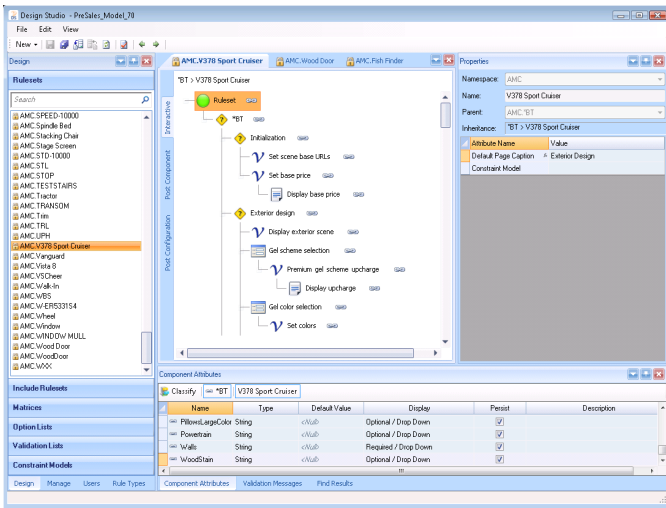 Design Studio - PreSales_Model_70
File Edit View
New
Design
Rulesets
Search
AMC.SPEED-10000
AMC.Spindle Bed
AMC.Stacking Chair
AMC.Stage Screen
AMC.STD-10000
AMC.STL
AMC.STOP
AMC.TESTSTAIRS
AMC.Tractor
AMC.TRANSOM
AMC.Trim
AMC.TRL
AMC.UPH
AMC.V378 Sport Cruiser
AMC.Vanguard
AMC.Vista 8
AMC.VSCheer
AMC.Walk-In
AMC.WBS
AMC.W-ER5331S4
AMC.Wheel
AMC.Window
AMC.WINDOW MULL
AMC.Wood Door
AMC.WoodDoor
AMC.WXX
Include Rulesets
Matrices
Option Lists
Validation Lists
Constraint Models
Design Manage Users Rule Types
AMC.V378 Sport Cruiser AMC.Wood Door AMC.Fish Finder
Interactive
Post Component
Post Configuration
*BT > V378 Sport Cruiser
Ruleset
*BT
Initialization
Set scene base URLs
Set base price
Display base price
Exterior design
Display exterior scene
Gel scheme selection
Premium gel scheme upcharge
Display upcharge
Gel color selection
Set colors
Properties
Namespace: AMC
Name: V378 Sport Cruiser
Parent: AMC.*BT
Inheritance: *BT > V378 Sport Cruiser
Attribute Name Value
Default Page Caption Exterior Design
Constraint Model
Component Attributes
Classify *BT V378 Sport Cruiser
Name Type Default Value Display Persist Description
PillowsLargeColor String <Null> Optional / Drop Down
Powertrain String <Null> Optional / Drop Down
Walls String <Null> Required / Drop Down
WoodStain String <Null> Optional / Drop Down
Component Attributes Validation Messages Find Results